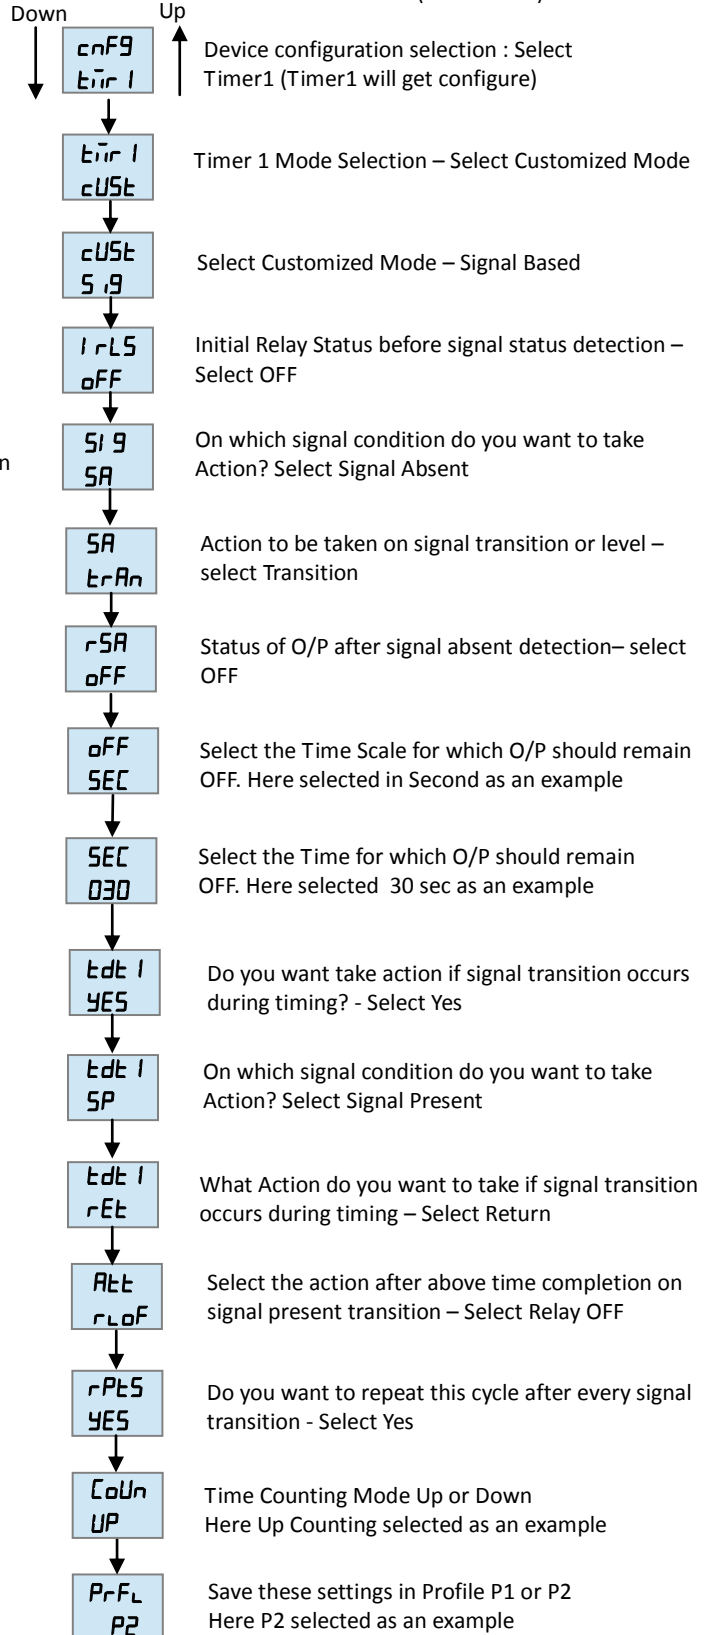 Down
Up
cnFg
tmr 1
Device configuration selection : Select
Timer1 (Timer1 will get configure)
tmr 1
cUSt
Timer 1 Mode Selection – Select Customized Mode
cUSt
Sig
Select Customized Mode – Signal Based
IrLS
oFF
Initial Relay Status before signal status detection –
Select OFF
n
SIg
SA
On which signal condition do you want to take
Action? Select Signal Absent
SA
trAn
Action to be taken on signal transition or level –
select Transition
rSA
oFF
Status of O/P after signal absent detection– select
OFF
oFF
SEC
Select the Time Scale for which O/P should remain
OFF. Here selected in Second as an example
SEC
030
Select the Time for which O/P should remain
OFF. Here selected 30 sec as an example
tdt 1
YES
Do you want take action if signal transition occurs
during timing? - Select Yes
tdt 1
SP
On which signal condition do you want to take
Action? Select Signal Present
tdt 1
rEt
What Action do you want to take if signal transition
occurs during timing – Select Return
Att
rLoF
Select the action after above time completion on
signal present transition – Select Relay OFF
rPtS
YES
Do you want to repeat this cycle after every signal
transition - Select Yes
CoUn
UP
Time Counting Mode Up or Down
Here Up Counting selected as an example
PrFL
P2
Save these settings in Profile P1 or P2
Here P2 selected as an example